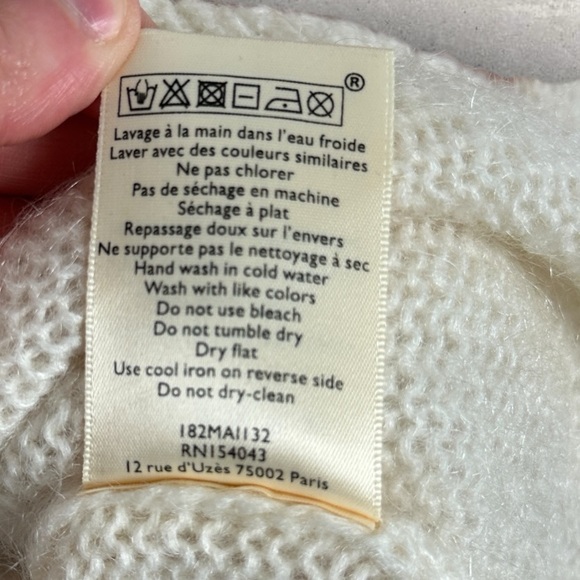 ®
Lavage à la main dans l'eau froide
Laver avec des couleurs similaires
Ne pas chlorer
Pas de séchage en machine
Séchage à plat
Repassage doux sur l'envers
Ne supporte pas le nettoyage à sec
Hand wash in cold water
Wash with like colors
Do not use bleach
Do not tumble dry
Dry flat
Use cool iron on reverse side
Do not dry-clean
182MA1132
RN154043
12 rue d'Uzès 75002 Paris